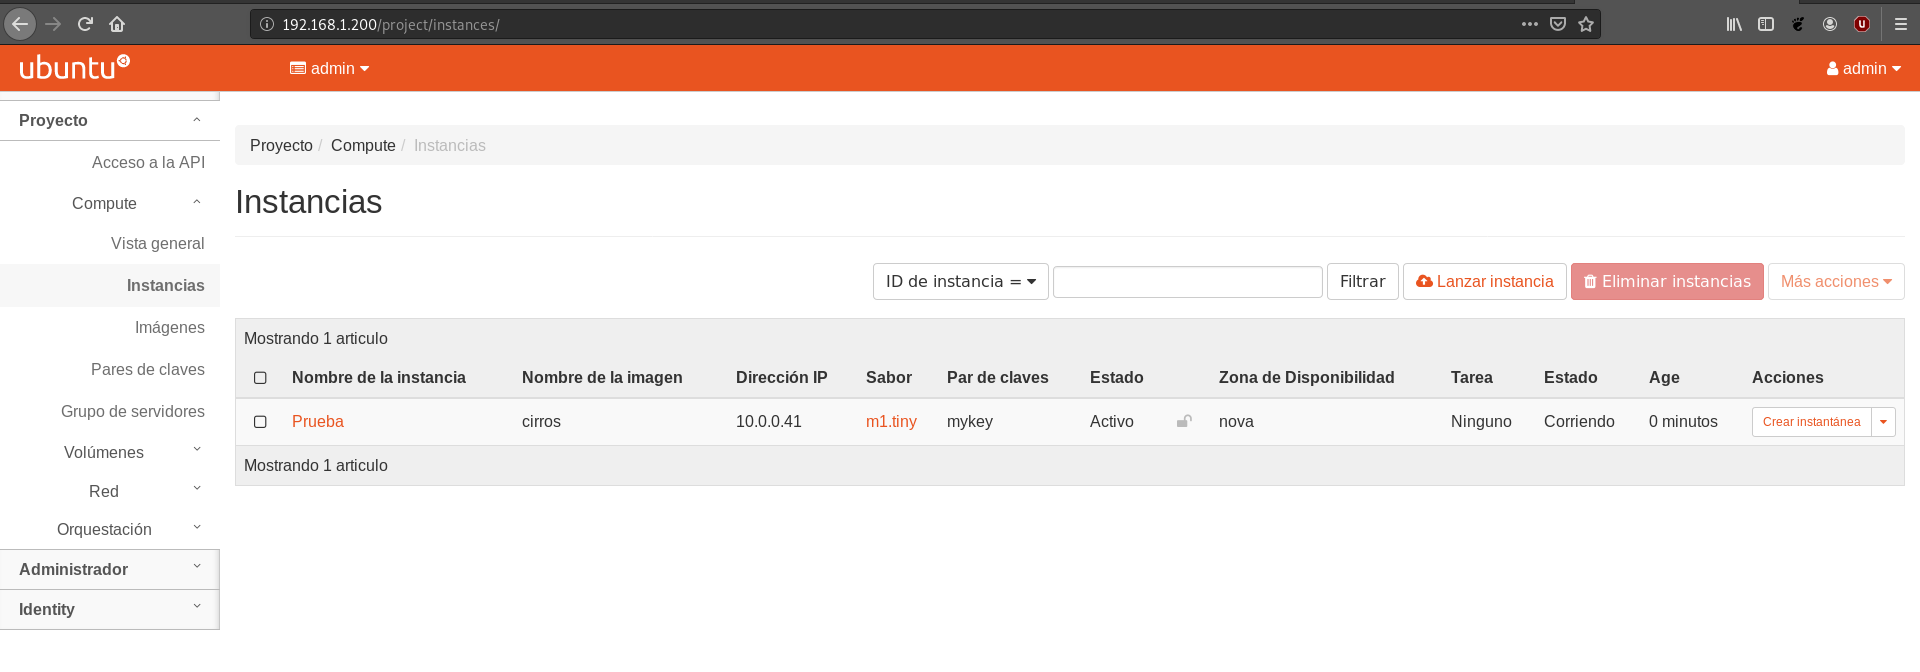 192.168.1.200/project/instances/
ubuntu admin admin
Proyecto
Acceso a la API
Compute
Vista general
Instancias
Imágenes
Pares de claves
Grupo de servidores
Volúmenes
Red
Orquestación
Administrador
Identity
Proyecto / Compute / Instancias
Instancias
ID de instancia = Filtrar Lanzar instancia Eliminar instancias Más acciones
Mostrando 1 articulo
Nombre de la instancia Nombre de la imagen Dirección IP Sabor Par de claves Estado Zona de Disponibilidad Tarea Estado Age Acciones
Prueba cirros 10.0.0.41 m1.tiny mykey Activo nova Ninguno Corriendo 0 minutos Crear instantánea
Mostrando 1 articulo